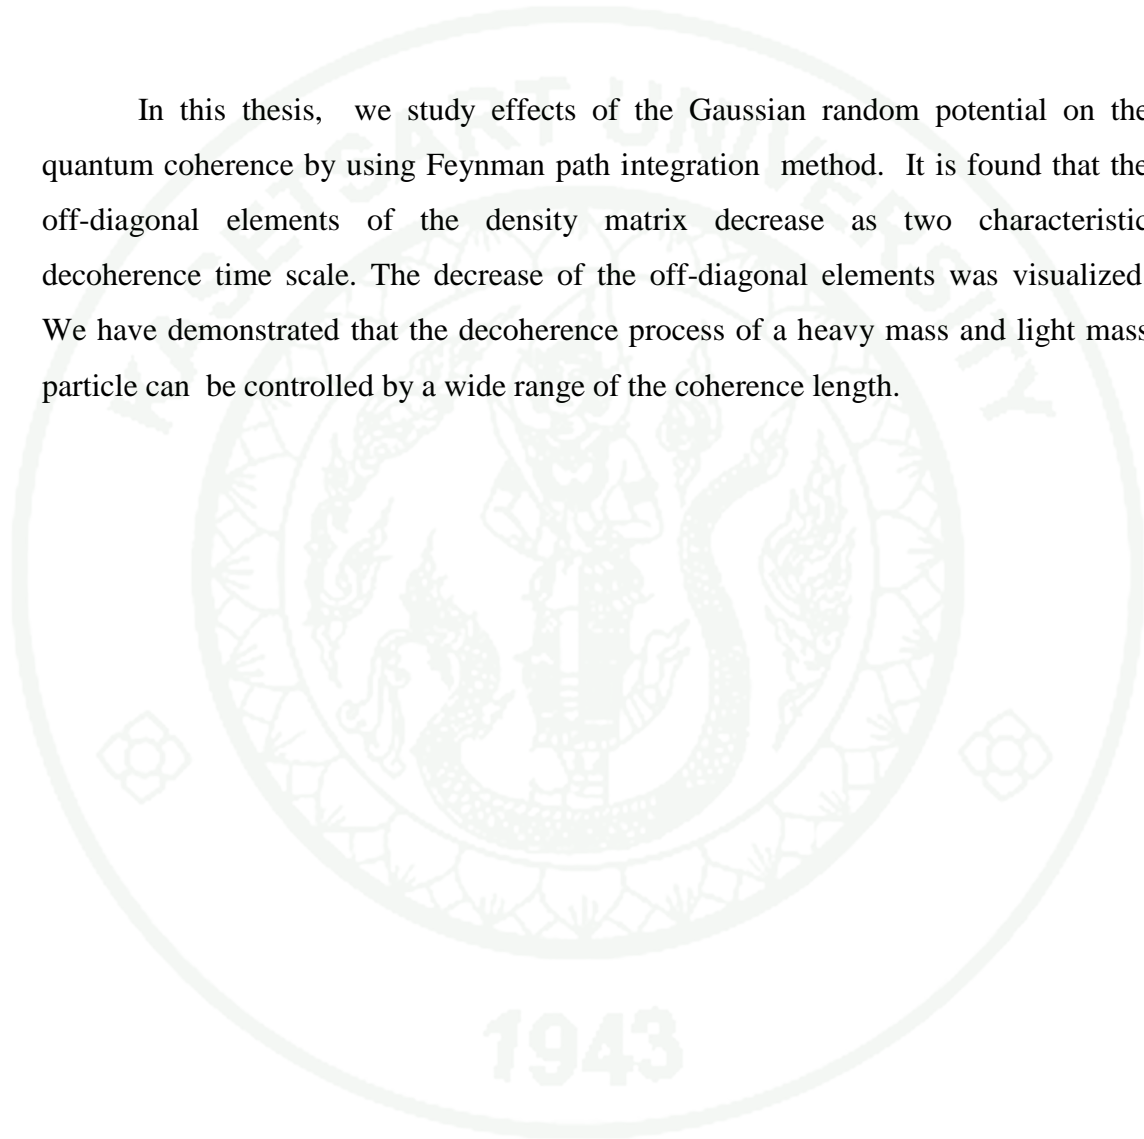 In this thesis, we study effects of the Gaussian random potential on the
quantum coherence by using Feynman path integration method. It is found that the
off-diagonal elements of the density matrix decrease as two characteristic
decoherence time scale. The decrease of the off-diagonal elements was visualized
We have demonstrated that the decoherence process of a heavy mass and light mass
particle can be controlled by a wide range of the coherence length.
KASETSART UNIVERSITY
1943